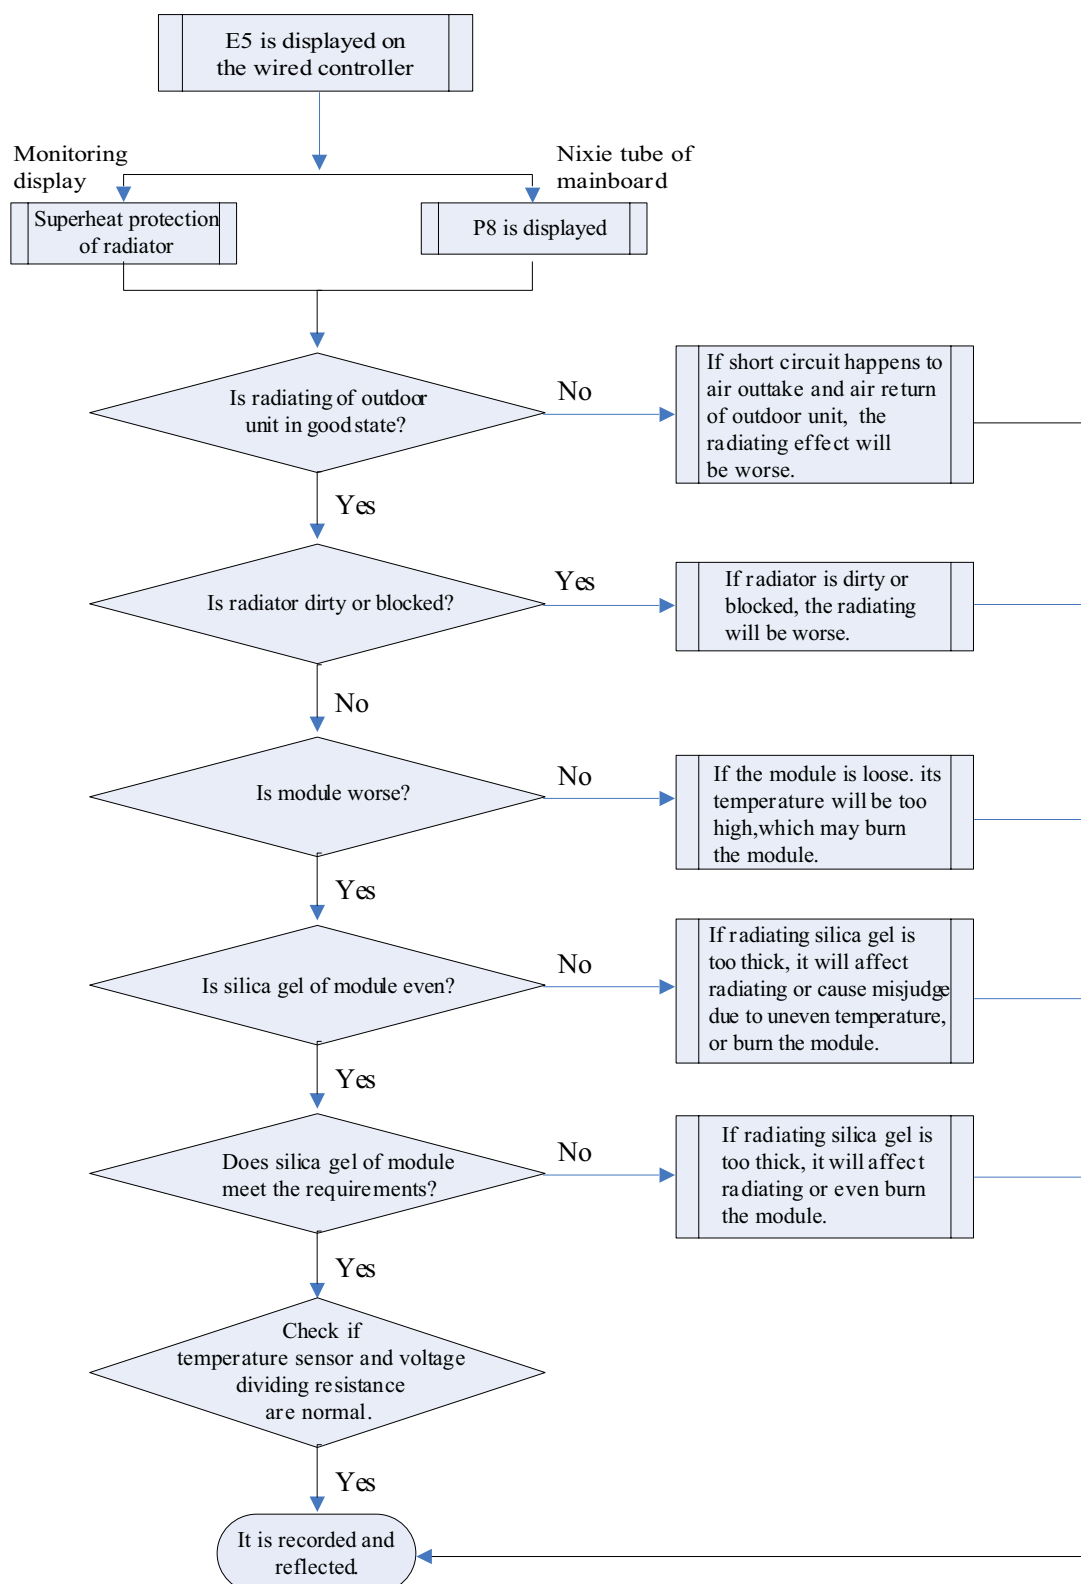 E5 is displayed on
the wired controller
Monitoring
display
Nixie tube of
mainboard
Superheat protection
of radiator
P8 is displayed
Is radiating of outdoor
unit in good state?
No
If short circuit happens to
air outtake and air return
of outdoor unit, the
radiating effect will
be worse.
Yes
Is radiator dirty or blocked?
Yes
If radiator is dirty or
blocked, the radiating
will be worse.
No
Is module worse?
No
If the module is loose. its
temperature will be too
high,which may burn
the module.
Yes
Is silica gel of module even?
No
If radiating silica gel is
too thick, it will affect
radiating or cause misjudge
due to uneven temperature,
or burn the module.
Yes
Does silica gel of module
meet the requirements?
No
If radiating silica gel is
too thick, it will affect
radiating or even burn
the module.
Yes
Check if
temperature sensor and voltage
dividing resistance
are normal.
Yes
It is recorded and
reflected.